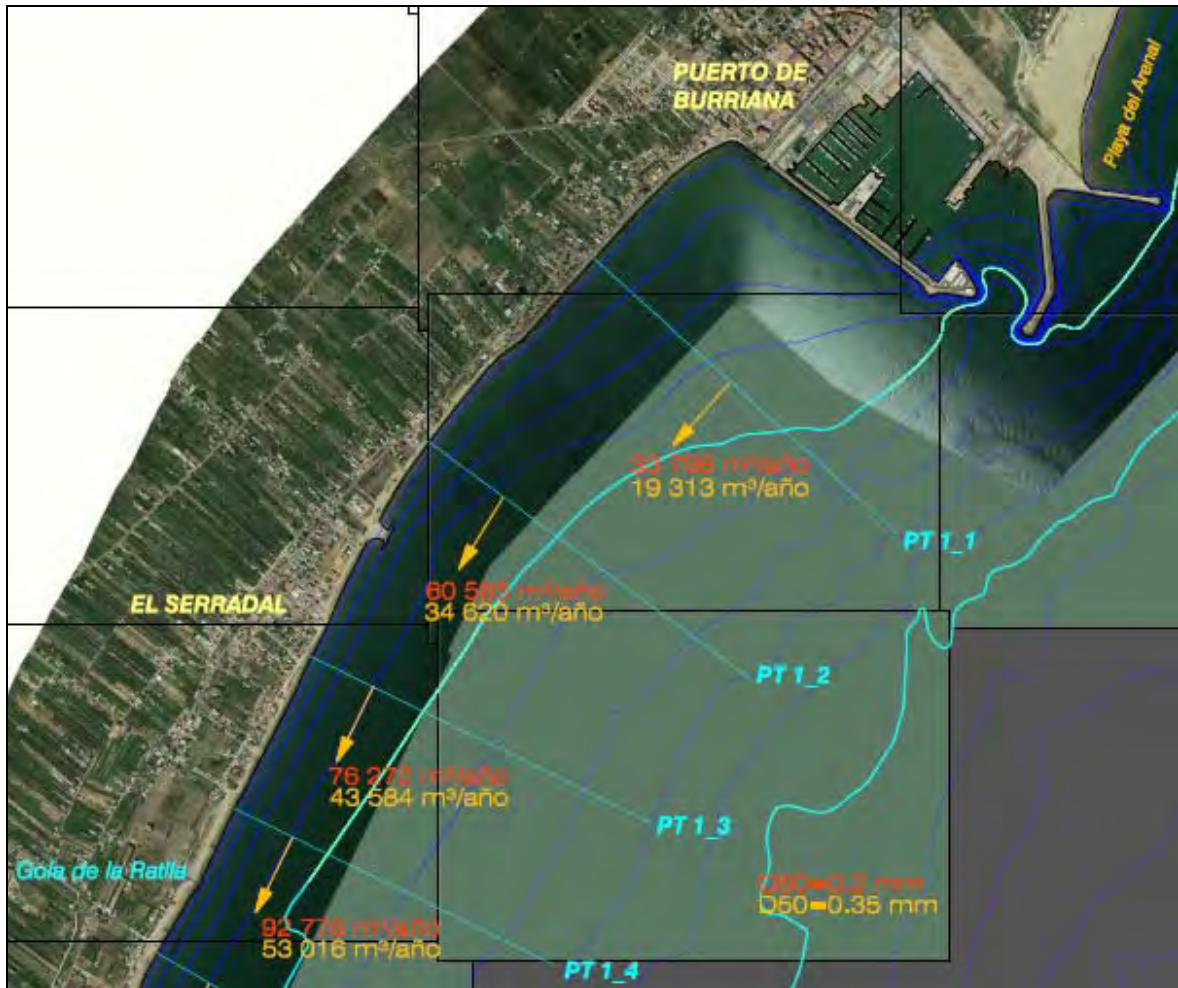 PUERTO DE
BURRIANA
Playa del Arenal
33 798 m³/año
19 313 m³/año
PT 1_1
EL SERRADAL
60 585 m³/año
34 620 m³/año
PT 1_2
76 272 m³/año
43 584 m³/año
PT 1_3
Gola de la Ratlla
D50=0.2 mm
D50=0.35 mm
92 776 m³/año
53 016 m³/año
PT 1_4